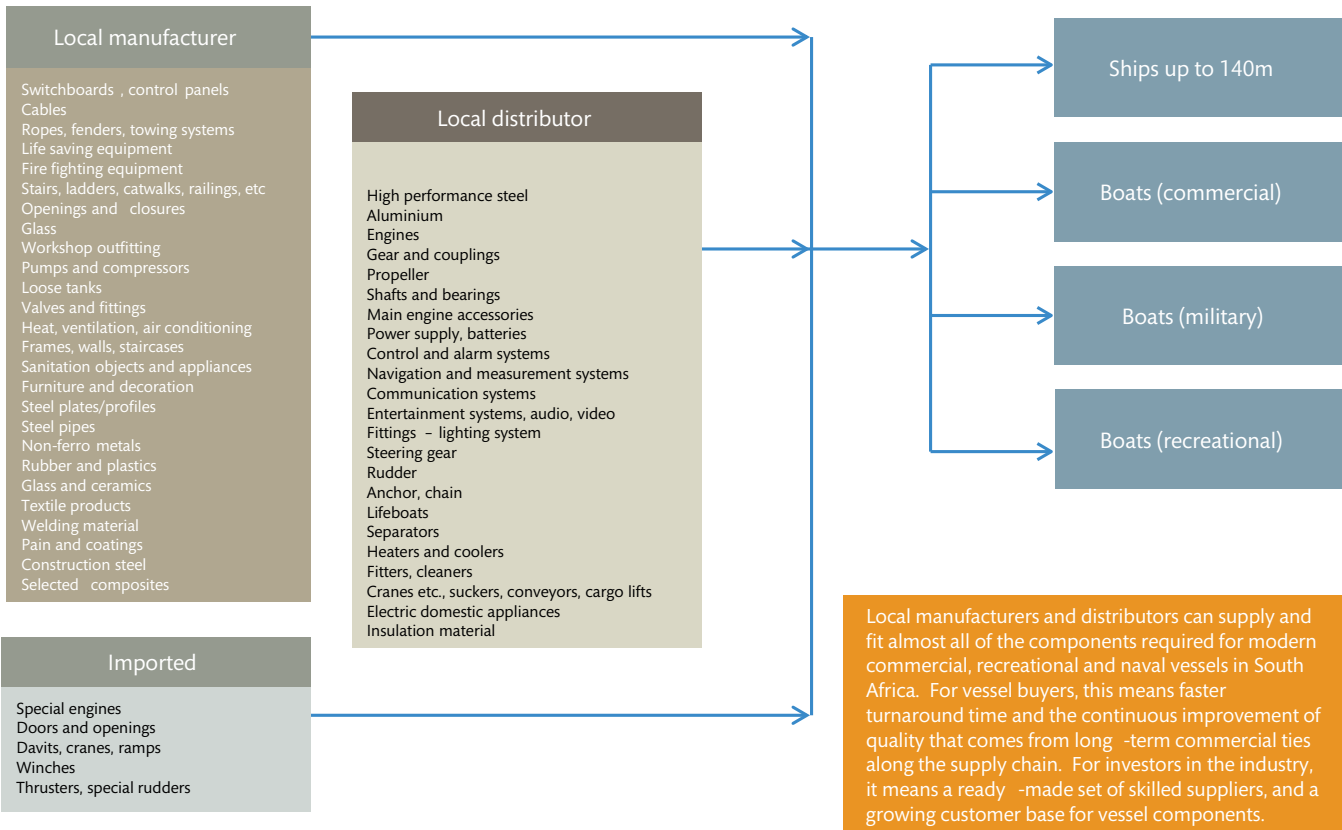 Local manufacturer
Switchboards , control panels
Cables
Ropes, fenders, towing systems
Life saving equipment
Fire fighting equipment
Stairs, ladders, catwalks, railings, etc
Openings and closures
Glass
Workshop outfitting
Pumps and compressors
Loose tanks
Valves and fittings
Heat, ventilation, air conditioning
Frames, walls, staircases
Sanitation objects and appliances
Furniture and decoration
Steel plates/profiles
Steel pipes
Non-ferro metals
Rubber and plastics
Glass and ceramics
Textile products
Welding material
Pain and coatings
Construction steel
Selected composites
Imported
Special engines
Doors and openings
Davits, cranes, ramps
Winches
Thrusters, special rudders
Local distributor
High performance steel
Aluminium
Engines
Gear and couplings
Propeller
Shafts and bearings
Main engine accessories
Power supply, batteries
Control and alarm systems
Navigation and measurement systems
Communication systems
Entertainment systems, audio, video
Fittings – lighting system
Steering gear
Rudder
Anchor, chain
Lifeboats
Separators
Heaters and coolers
Fitters, cleaners
Cranes etc., suckers, conveyors, cargo lifts
Electric domestic appliances
Insulation material
Ships up to 140m
Boats (commercial)
Boats (military)
Boats (recreational)
Local manufacturers and distributors can supply and
fit almost all of the components required for modern
commercial, recreational and naval vessels in South
Africa. For vessel buyers, this means faster
turnaround time and the continuous improvement of
quality that comes from long -term commercial ties
along the supply chain. For investors in the industry,
it means a ready -made set of skilled suppliers, and a
growing customer base for vessel components.